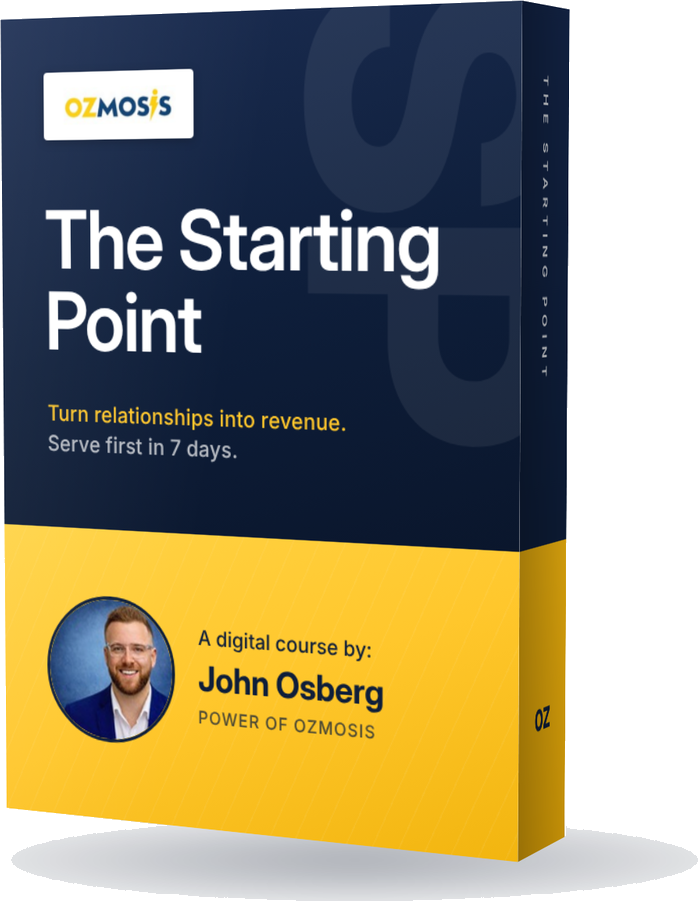 OZMOSIS
The Starting
Point
Turn relationships into revenue.
Serve first in 7 days.
A digital course by:
John Osberg
POWER OF OZMOSIS
SP
THE STARTING POINT
OZ